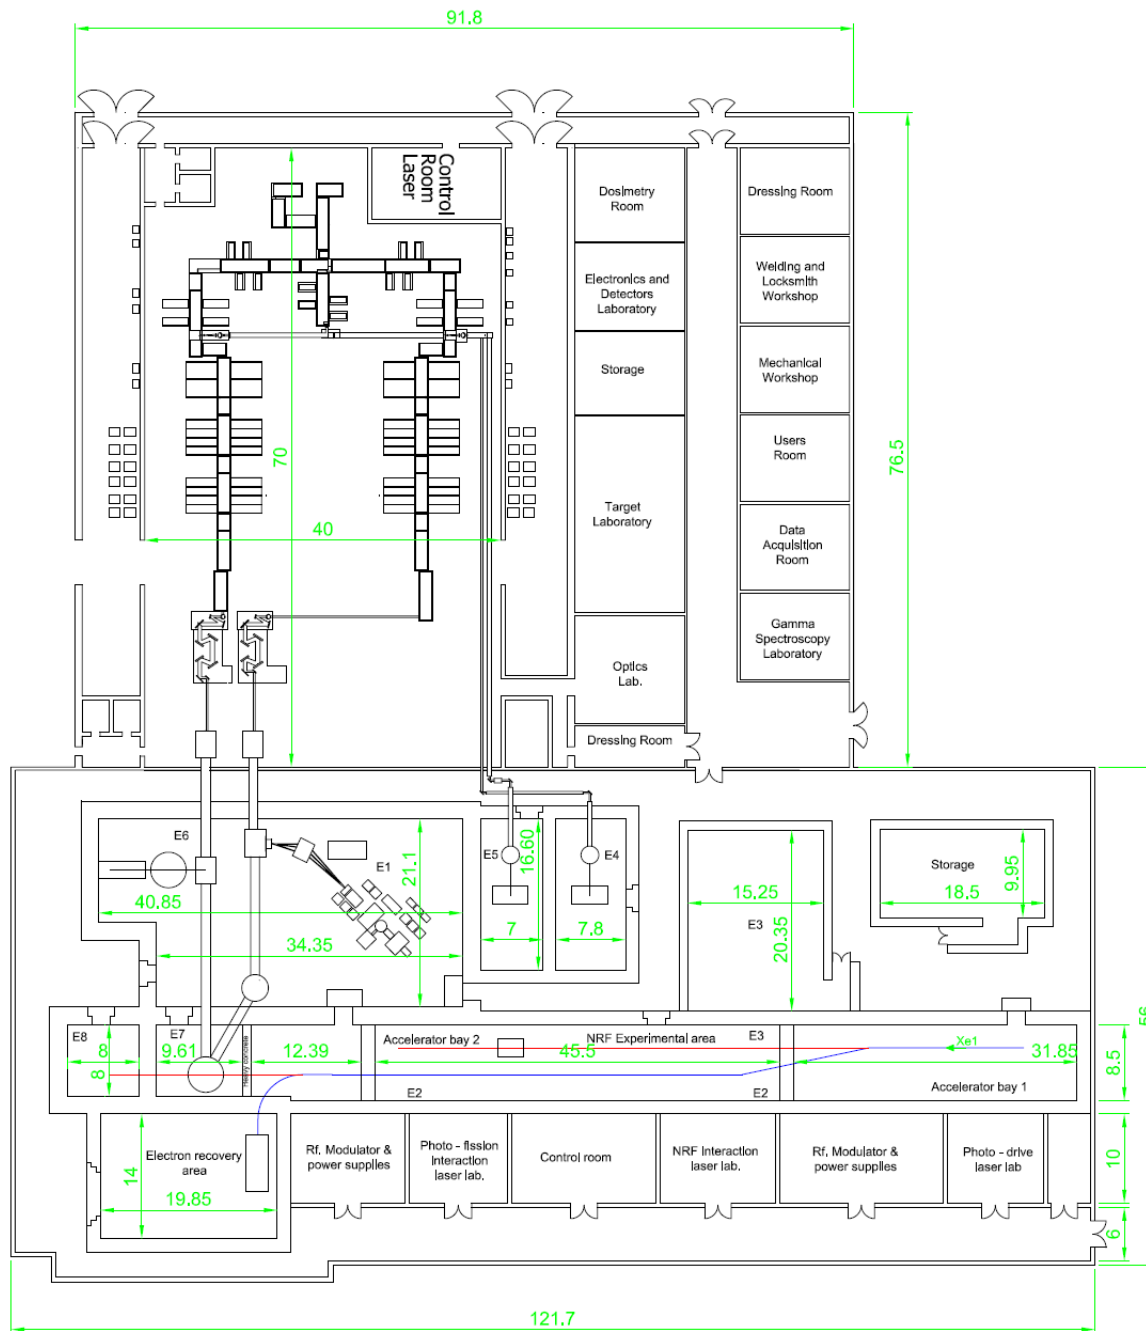 91.8
Control
Room
Laser
Dosimetry
Room
Dressing Room
Electronics and
Detectors
Laboratory
Welding and
Locksmith
Workshop
Storage
Mechanical
Workshop
70
76.5
Users
Room
Target
Laboratory
40
Data
Acquisition
Room
Gamma
Spectroscopy
Laboratory
Optics
Lab.
Dressing Room
E6
E1
21.1
E5
16.60
E4
40.85
34.35
7
7.8
15.25
E3
20.35
Storage
18.5
9.95
56
E8
8
8
E7
9.61
Heavy concrete
12.39
Accelerator bay 2
NRF Experimental area
E3
45.5
Xe1
31.85
8.5
E2
E2
Accelerator bay 1
Electron recovery
area
14
19.85
Rf, Modulator &
power supplies
Photo - fission
interaction
laser lab.
Control room
NRF Interaction
laser lab.
Rf, Modulator &
power supplies
Photo - drive
laser lab
10
6
121.7